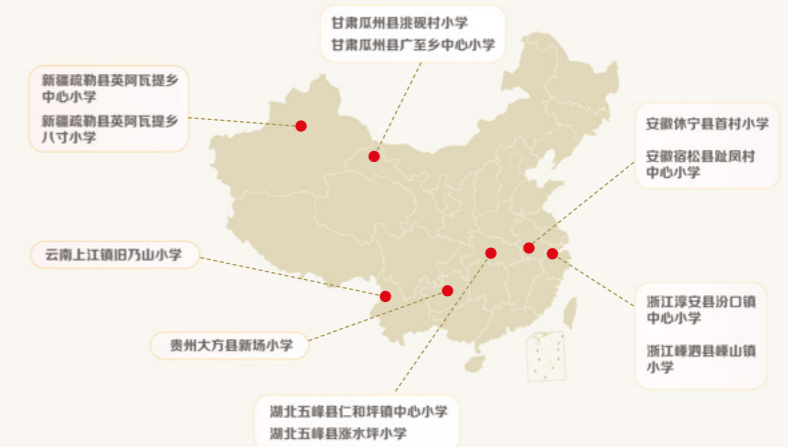 甘肃瓜州县洮砚村小学
甘肃瓜州县广至乡中心小学
新疆疏勒县英阿瓦提乡
中心小学
新疆疏勒县英阿瓦提乡
八寸小学
安徽休宁县首村小学
安徽宿松县趾凤村
中心小学
云南上江镇旧乃山小学
浙江淳安县汾口镇
中心小学
浙江嵊泗县嵊山镇
小学
贵州大方县新场小学
湖北五峰县仁和坪镇中心小学
湖北五峰县涨水坪小学